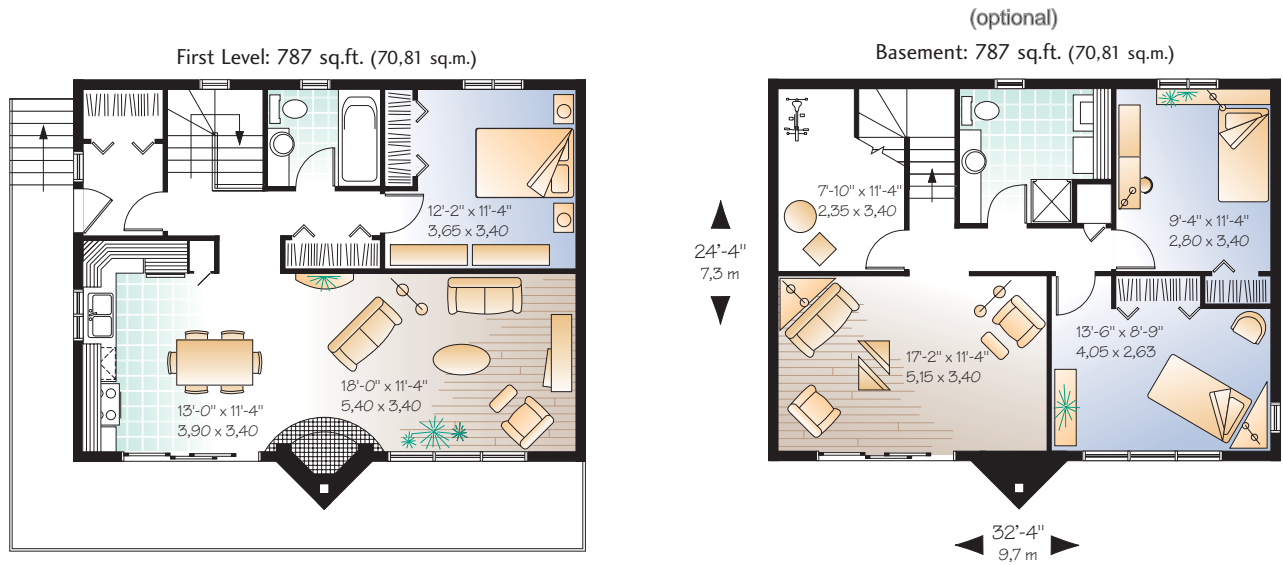 First Level: 787 sq.ft. (70,81 sq.m.)
12'-2" x 11'-4"
3,65 x 3,40
18'-0" x 11'-4"
5,40 x 3,40
13'-0" x 11'-4"
3,90 x 3,40
24'-4"
7,3 m
(optional)
Basement: 787 sq.ft. (70,81 sq.m.)
7'-10" x 11'-4"
2,35 x 3,40
9'-4" x 11'-4"
2,80 x 3,40
13'-6" x 8'-9"
4,05 x 2,63
17'-2" x 11'-4"
5,15 x 3,40
32'-4"
9,7 m